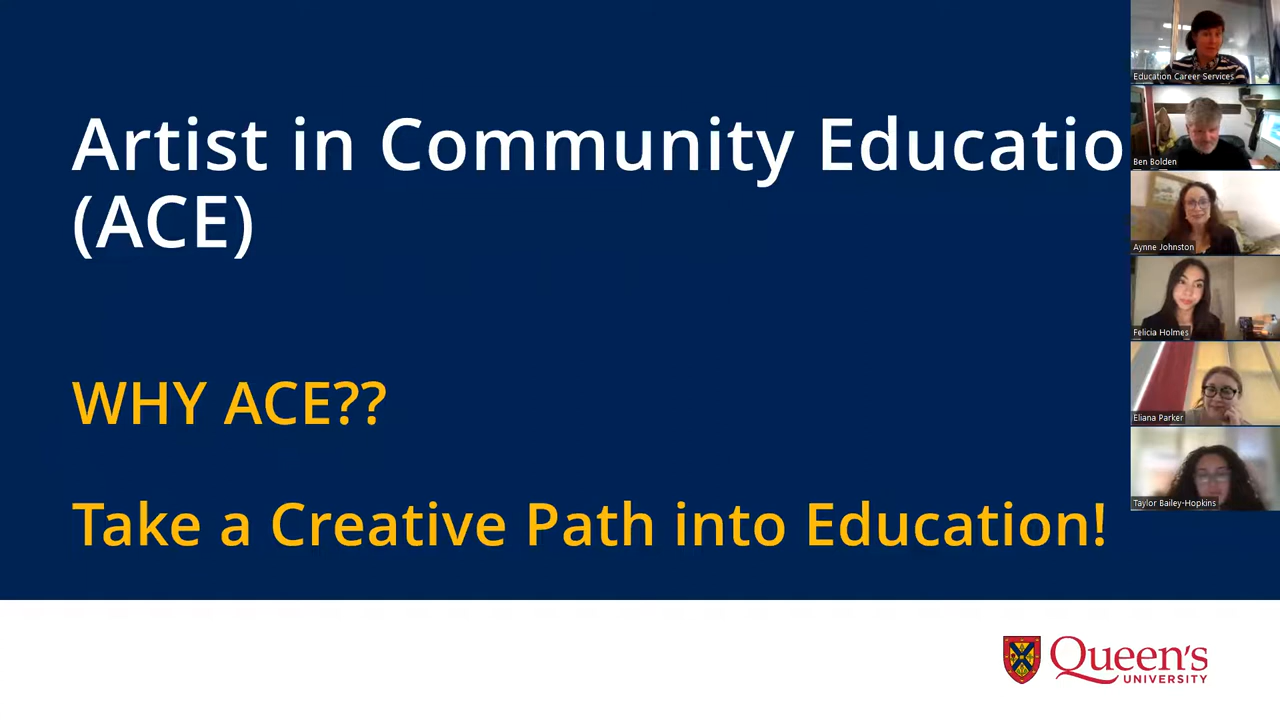 Artist in Community Educatio
(ACE)
WHY ACE??
Take a Creative Path into Education!
Education Career Services
Ben Bolden
Aynne Johnston
Felicia Holmes
Eliana Parker
Taylor Bailey-Hopkins
Queen's
UNIVERSITY